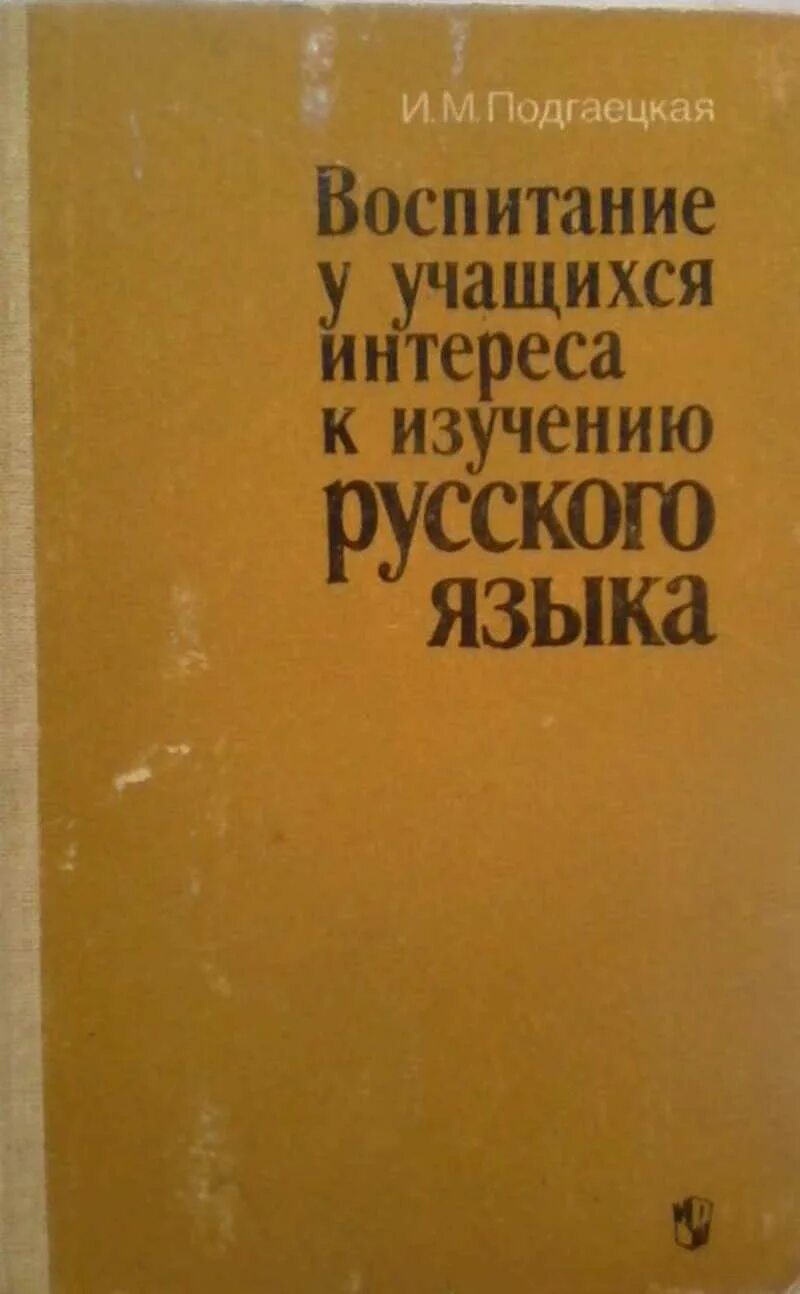 И.М.Подгаецкая
Воспитание
у учащихся
интереса
к изучению
русского
языка